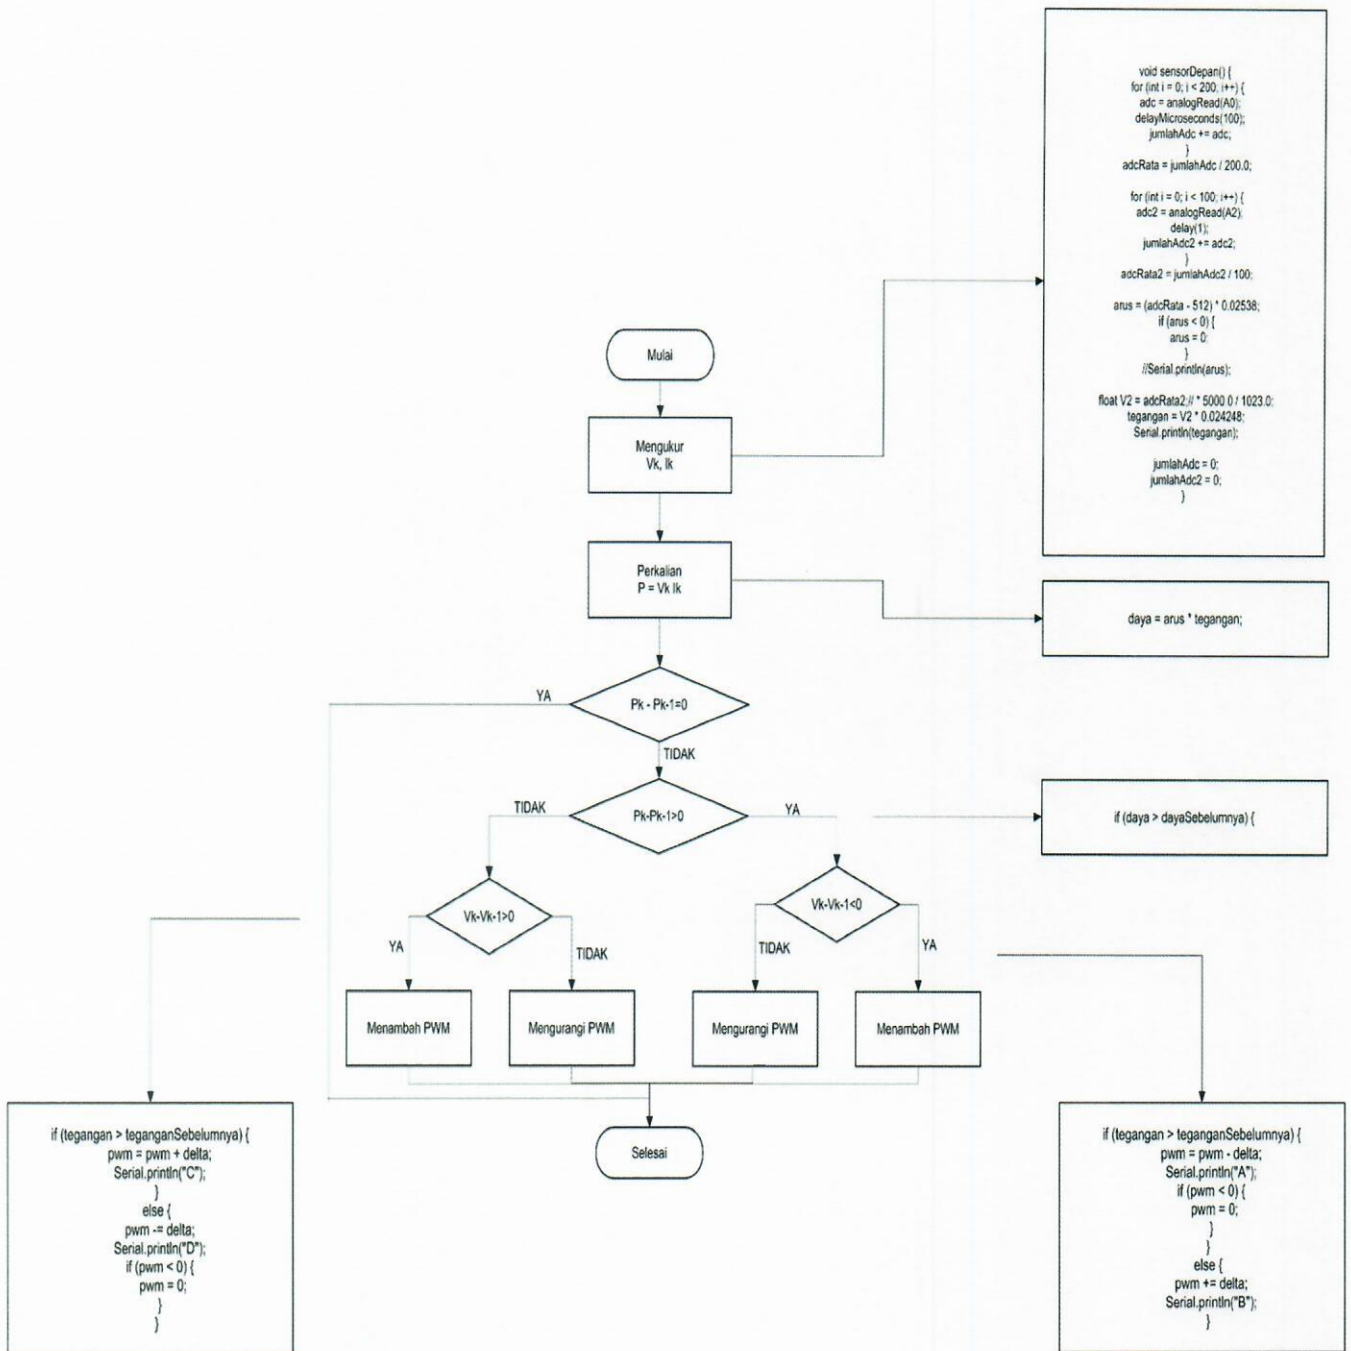 void sensorDepan() {
for (int i = 0; i < 200; i++) {
adc = analogRead(A0);
delayMicroseconds(100);
jumlahAdc += adc;
}
adcRata = jumlahAdc / 200.0;
for (int i = 0; i < 100; i++) {
adc2 = analogRead(A2);
delay(1);
jumlahAdc2 += adc2;
}
adcRata2 = jumlahAdc2 / 100;
arus = (adcRata - 512) * 0.02538;
if (arus < 0) {
arus = 0;
}
//Serial.println(arus);
float V2 = adcRata2;// * 5000.0 / 1023.0;
tegangan = V2 * 0.024248;
Serial.println(tegangan);
jumlahAdc = 0;
jumlahAdc2 = 0;
}
Mulai
Mengukur
Vk, Ik
Perkalian
P = Vk Ik
daya = arus * tegangan;
YA
Pk - Pk-1=0
TIDAK
TIDAK
Pk-Pk-1>0
YA
if (daya > dayaSebelumnya) {
Vk-Vk-1>0
Vk-Vk-1<0
YA
TIDAK
TIDAK
YA
Menambah PWM
Mengurangi PWM
Mengurangi PWM
Menambah PWM
Selesai
if (tegangan > teganganSebelumnya) {
pwm = pwm + delta;
Serial.println("C");
}
else {
pwm -= delta;
Serial.println("D");
if (pwm < 0) {
pwm = 0;
}
}
if (tegangan > teganganSebelumnya) {
pwm = pwm - delta;
Serial.println("A");
if (pwm < 0) {
pwm = 0;
}
}
else {
pwm += delta;
Serial.println("B");
}